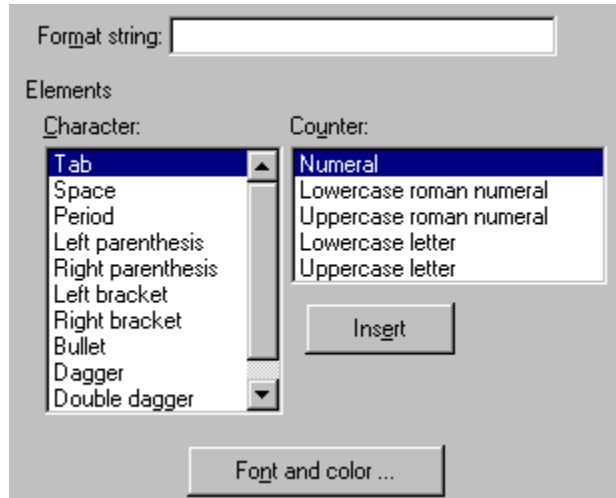 Format string:
Elements
Character:
Tab
Space
Period
Left parenthesis
Right parenthesis
Left bracket
Right bracket
Bullet
Dagger
Double dagger
Counter:
Numeral
Lowercase roman numeral
Uppercase roman numeral
Lowercase letter
Uppercase letter
Insert
Font and color ...